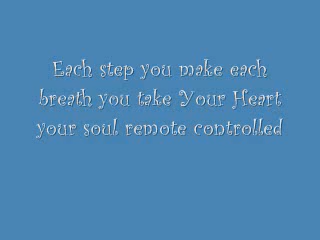 Each step you make each
breath you take Your Heart
your soul remote controlled